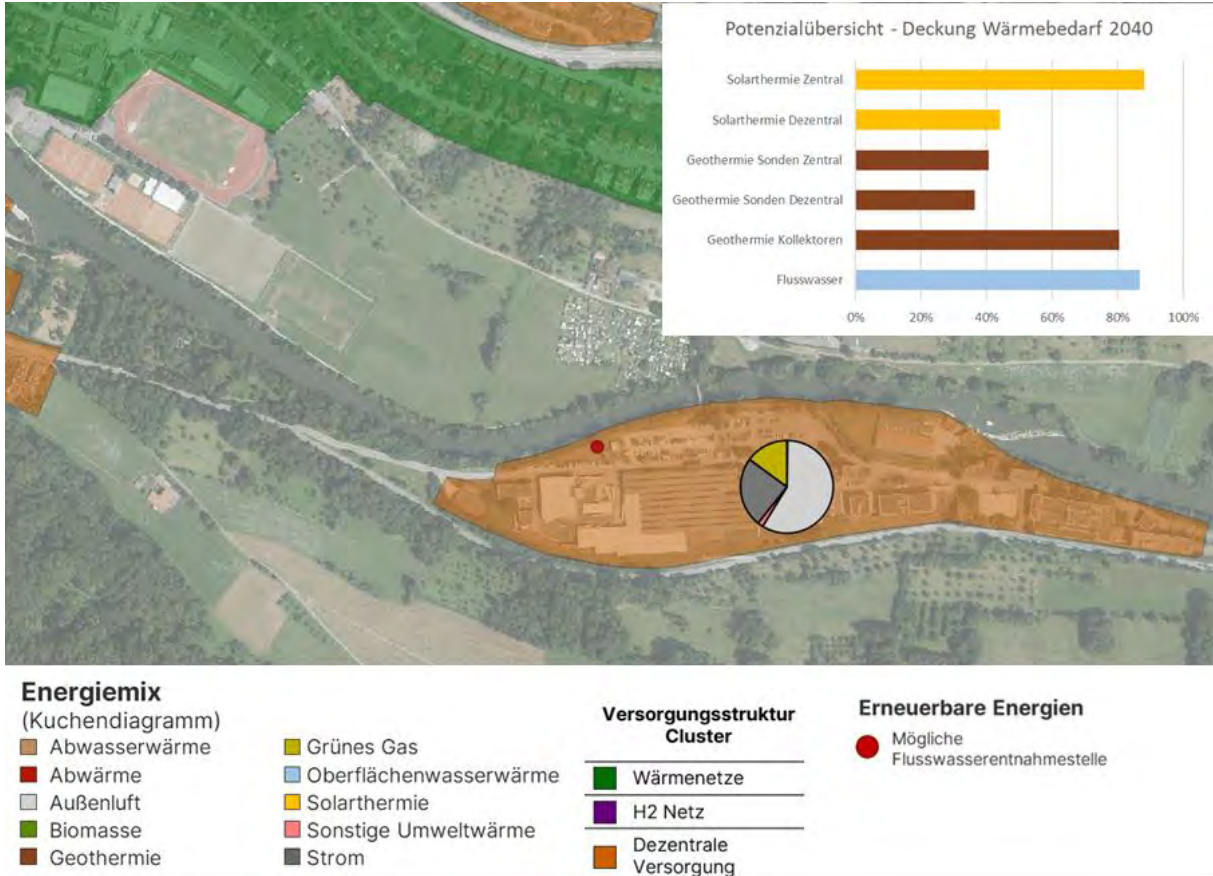 Potenzialübersicht - Deckung Wärmebedarf 2040
Solarthermie Zentral
Solarthermie Dezentral
Geothermie Sonden Zentral
Geothermie Sonden Dezentral
Geothermie Kollektoren
Flusswasser
0% 20% 40% 60% 80% 100%
Energiemix
(Kuchendiagramm)
Abwasserwärme
Abwärme
Außenluft
Biomasse
Geothermie
Grünes Gas
Oberflächenwasserwärme
Solarthermie
Sonstige Umweltwärme
Strom
Versorgungsstruktur
Cluster
Wärmenetze
H2 Netz
Dezentrale
Versorgung
Erneuerbare Energien
Mögliche
Flusswasserentnahmestelle